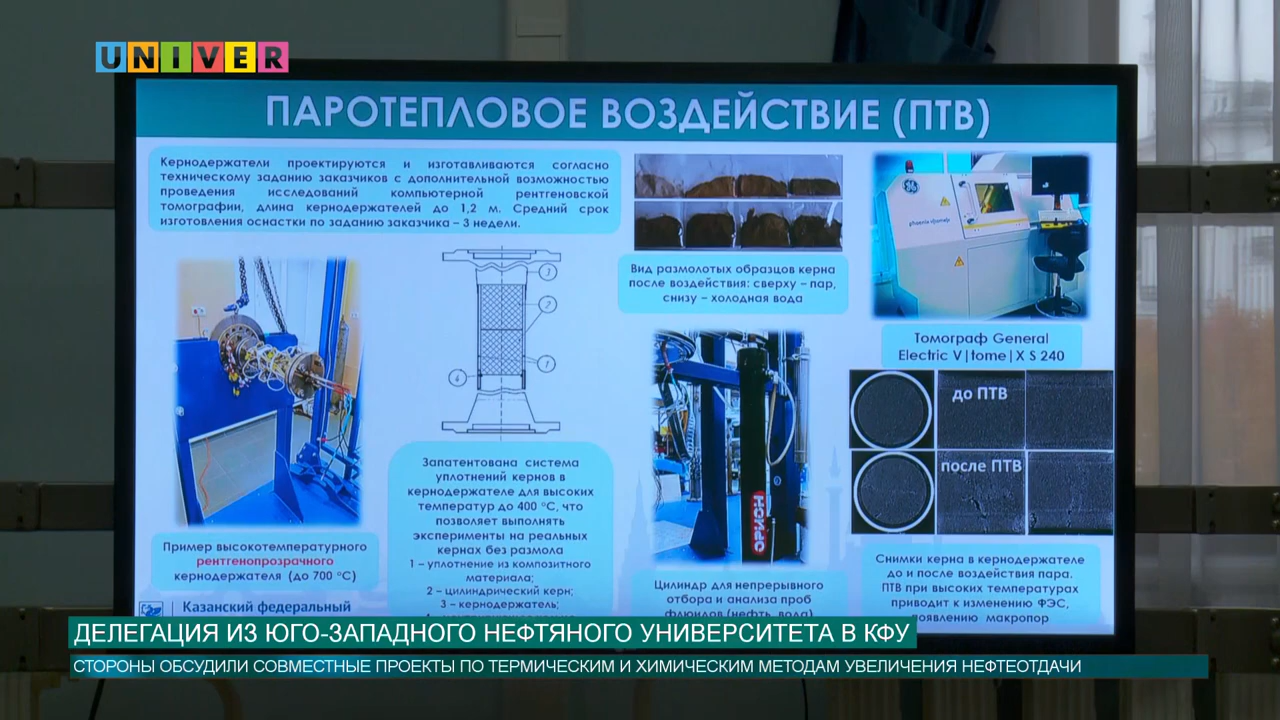 UNIVER
ПАРОТЕПЛОВОЕ ВОЗДЕЙСТВИЕ (ПТВ)
Кернодержатели проектируются и изготавливаются согласно
техническому заданию заказчиков с дополнительной возможностью
проведения исследований компьютерной рентгеновской
томографии, длина кернодержателей до 1,2 м. Средний срок
изготовления оснастки по заданию заказчика – 3 недели.
Вид размолотых образцов керна
после воздействия: сверху – пар,
снизу – холодная вода
phoenix v|tome|x
Томограф General
Electric V|tome|X S 240
до ПТВ
после ПТВ
Запатентована система
уплотнений кернов в
кернодержателе для высоких
температур до 400 °C, что
позволяет выполнять
эксперименты на реальных
кернах без размола
1 – уплотнение из композитного
материала;
2 – цилиндрический керн;
3 – кернодержатель;
ОРИОН
Пример высокотемпературного
рентгенопрозрачного
кернодержателя (до 700 °C)
Цилиндр для непрерывного
отбора и анализа проб
флюидов (нефть, вода)
Снимки керна в кернодержателе
до и после воздействия пара.
ПТВ при высоких температурах
приводит к изменению ФЭС,
появлению макропор
Казанский федеральный
ДЕЛЕГАЦИЯ ИЗ ЮГО-ЗАПАДНОГО НЕФТЯНОГО УНИВЕРСИТЕТА В КФУ
СТОРОНЫ ОБСУДИЛИ СОВМЕСТНЫЕ ПРОЕКТЫ ПО ТЕРМИЧЕСКИМ И ХИМИЧЕСКИМ МЕТОДАМ УВЕЛИЧЕНИЯ НЕФТЕОТДАЧИ